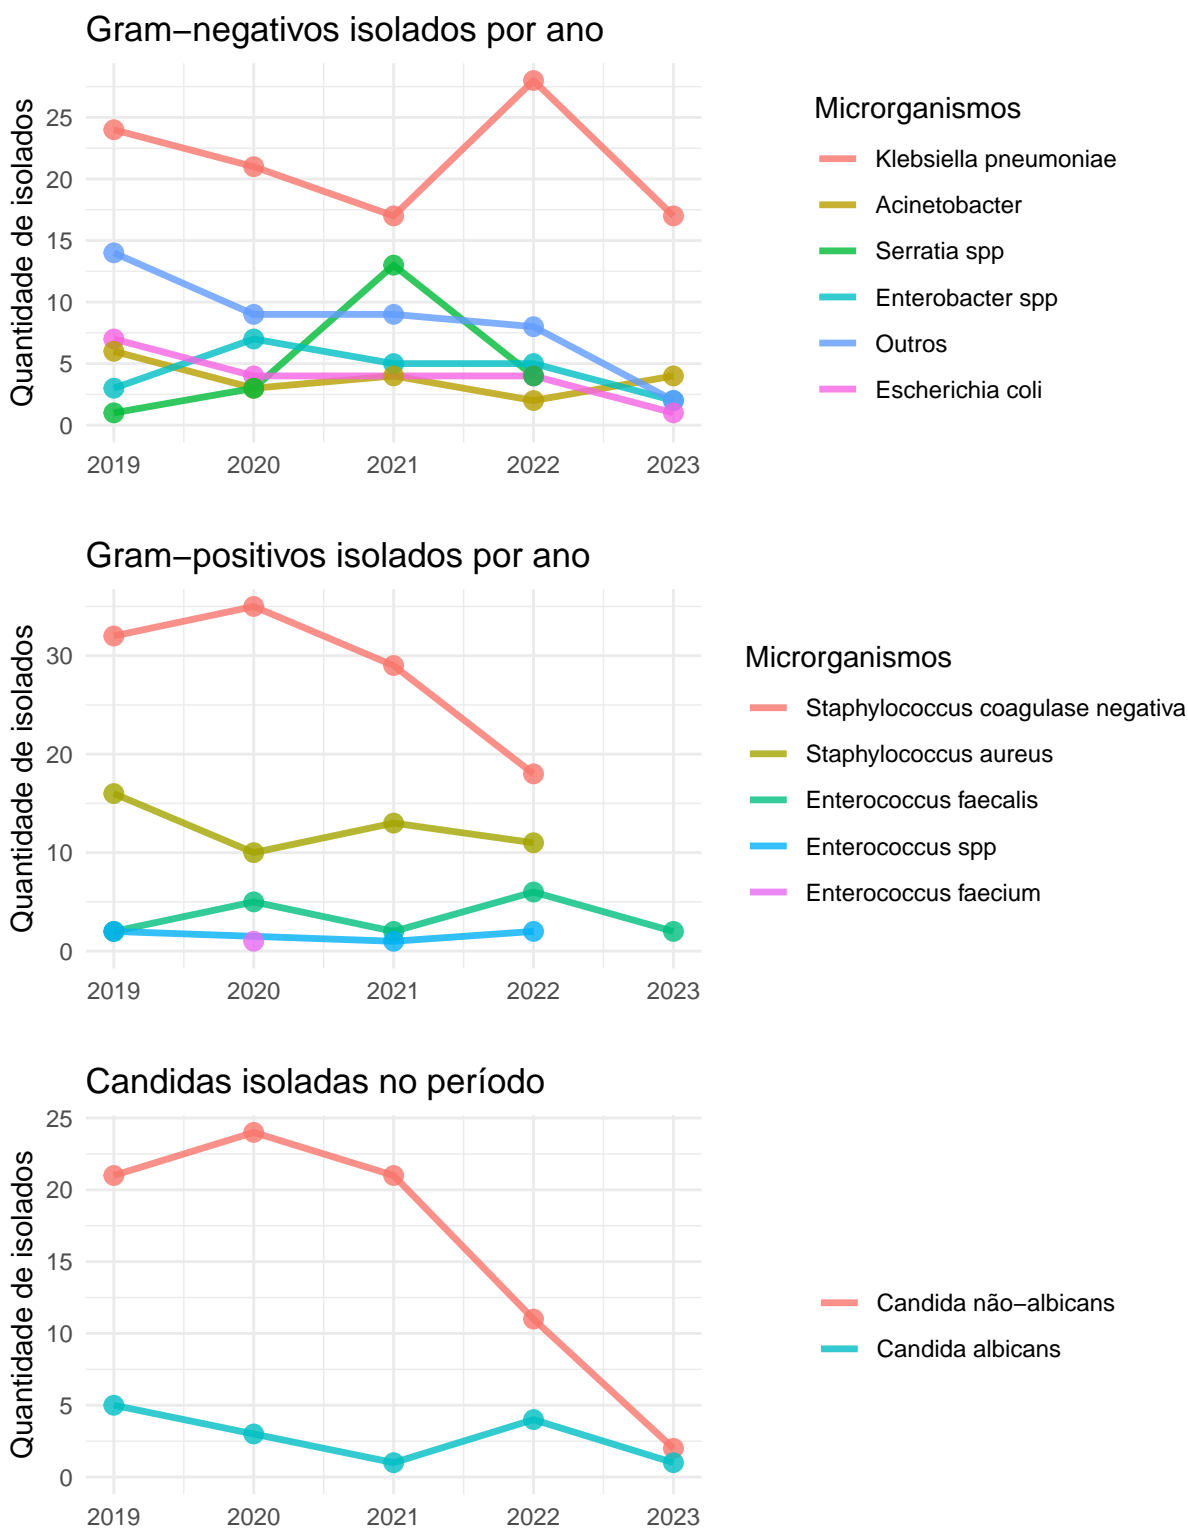 Gram−negativos isolados por ano
Quantidade de isolados
25
20
15
10
5
0
2019 2020 2021 2022 2023
Microrganismos
Klebsiella pneumoniae
Acinetobacter
Serratia spp
Enterobacter spp
Outros
Escherichia coli
Gram−positivos isolados por ano
Quantidade de isolados
30
20
10
0
2019 2020 2021 2022 2023
Microrganismos
Staphylococcus coagulase negativa
Staphylococcus aureus
Enterococcus faecalis
Enterococcus spp
Enterococcus faecium
Candidas isoladas no período
Quantidade de isolados
25
20
15
10
5
0
2019 2020 2021 2022 2023
Candida não−albicans
Candida albicans